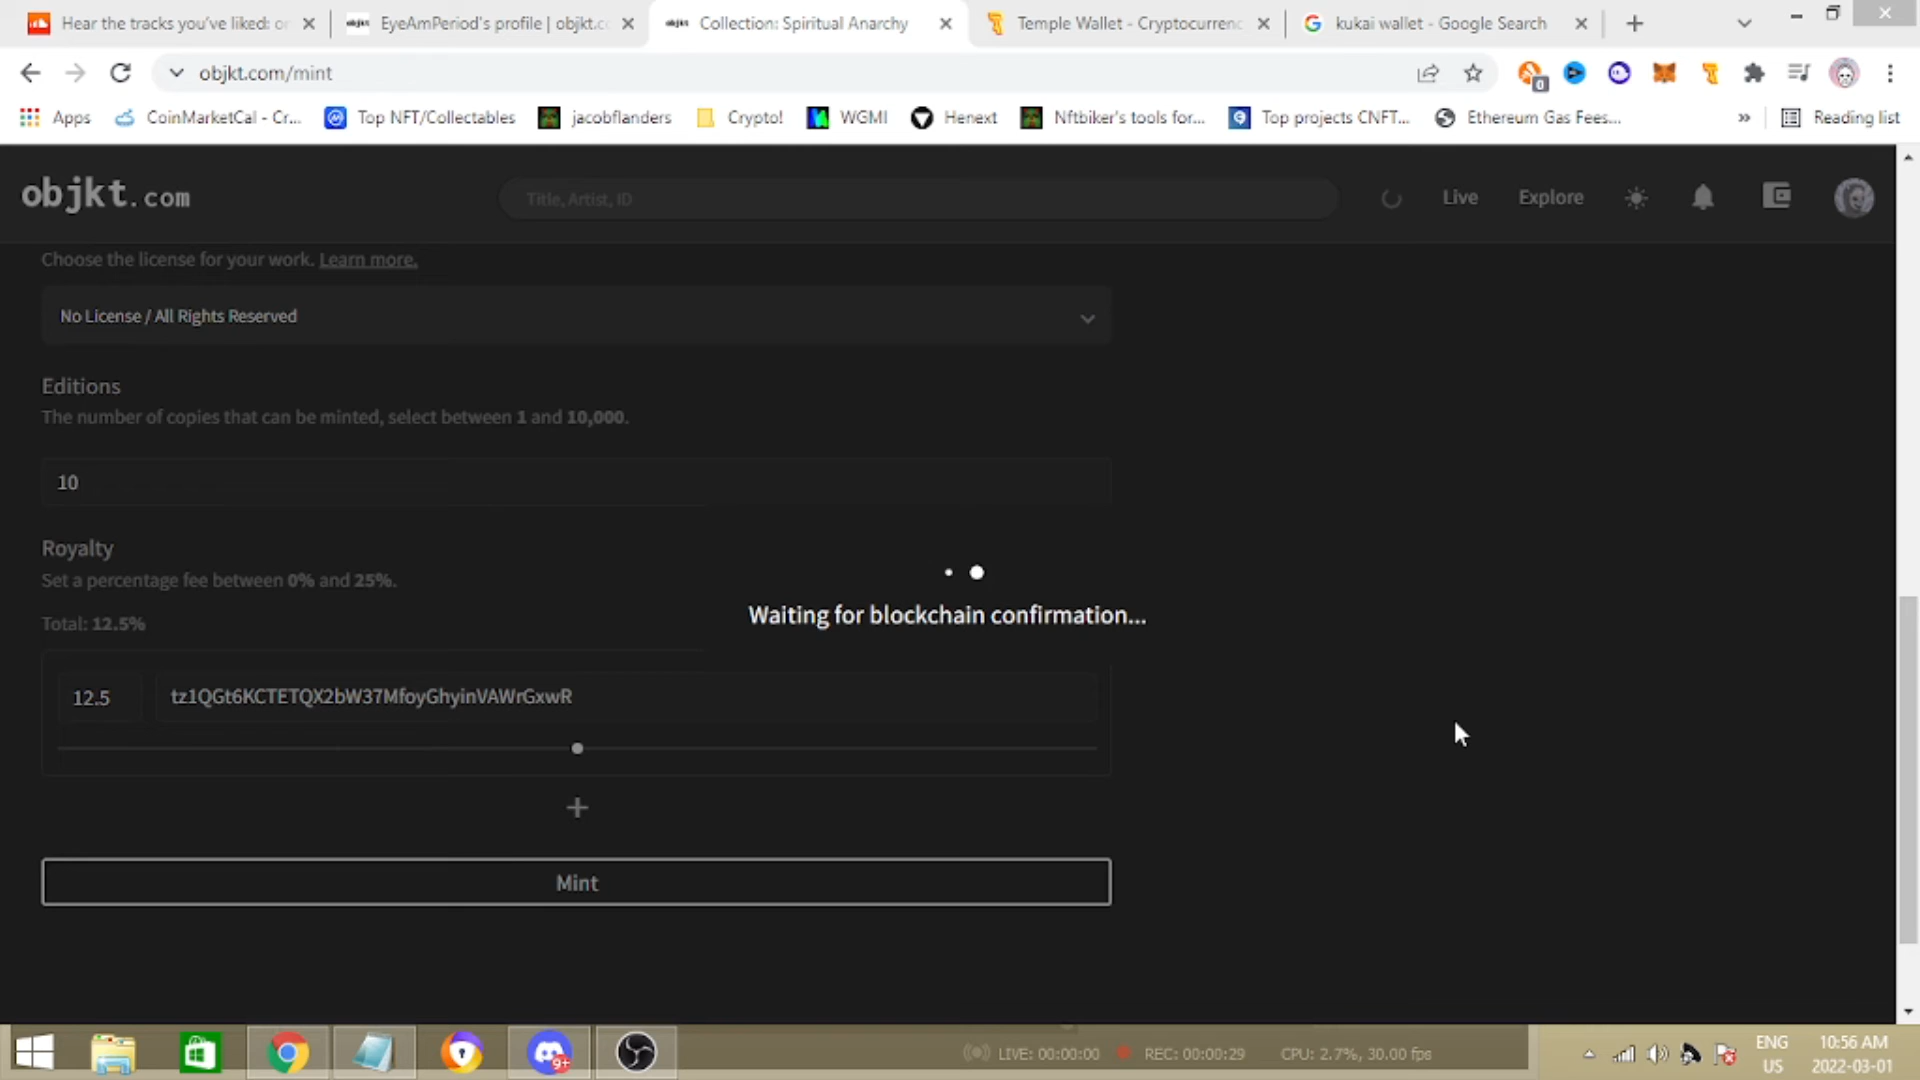 Hear the tracks you've liked: or
EyeAmPeriod's profile | objkt.co
Collection: Spiritual Anarchy
Temple Wallet - Cryptocurrenc
kukai wallet - Google Search
objkt.com/mint
0
Apps
CoinMarketCal - Cr...
Top NFT/Collectables
jacobflanders
Crypto!
WGMI
Henext
Nftbiker's tools for...
Top projects CNFT...
Ethereum Gas Fees...
»
Reading list
objkt.com
Title, Artist, ID
Live
Explore
Choose the license for your work. Learn more.
No License / All Rights Reserved
Editions
The number of copies that can be minted, select between 1 and 10,000.
10
Royalty
Set a percentage fee between 0% and 25%.
Waiting for blockchain confirmation...
Total: 12.5%
12.5
tz1QGt6KCTETQX2bW37MfoyGhyinVAWrGxwR
Mint
9+
LIVE: 00:00:00
REC: 00:00:29
CPU: 2.7%, 30.00 fps
ENG
US
10:56 AM
2022-03-01